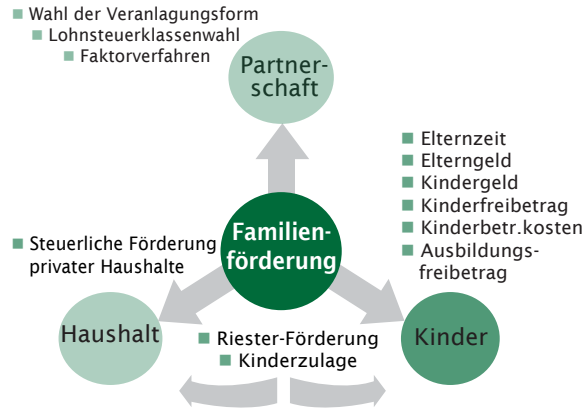 Wahl der Veranlagungsform
Lohnsteuerklassenwahl
Faktorverfahren
Partner-
schaft
Elternzeit
Elterngeld
Kindergeld
Kinderfreibetrag
Kinderbetr.kosten
Ausbildungs-
freibetrag
Familien-
förderung
Steuerliche Förderung
privater Haushalte
Haushalt
Riester-Förderung
Kinderzulage
Kinder